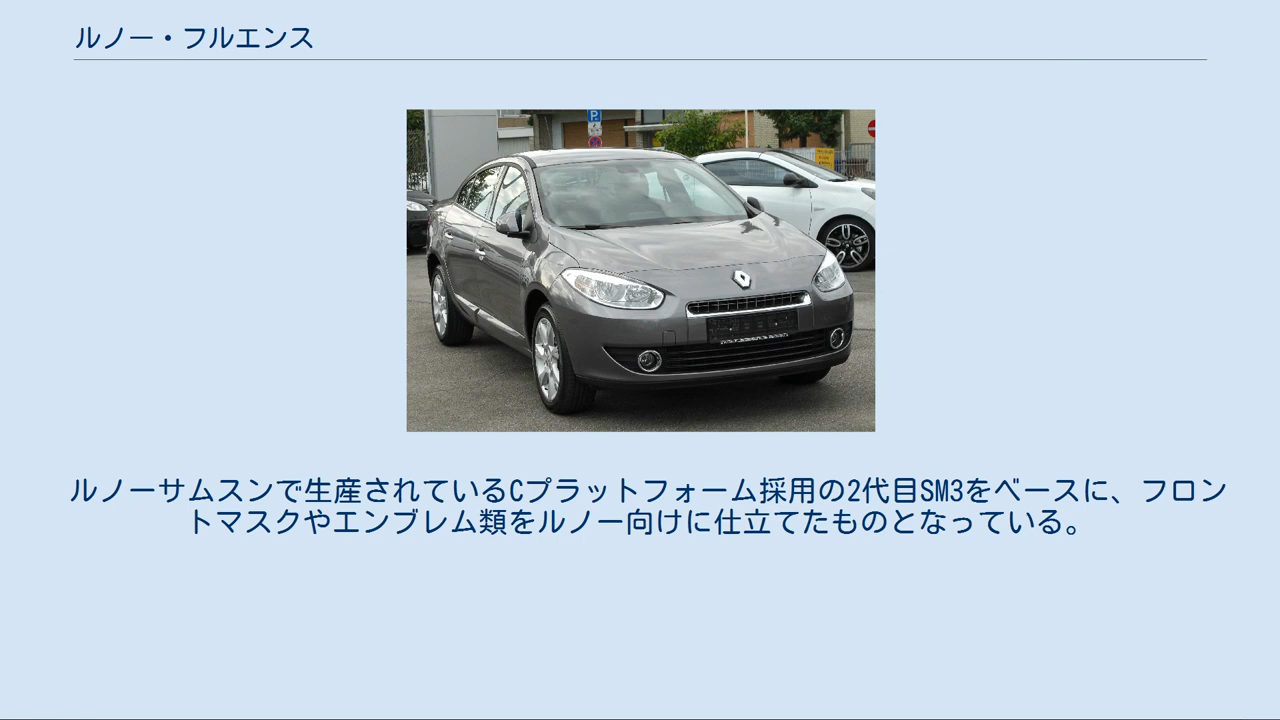 ルノー・フルエンス
P
ルノーサムスンで生産されているCプラットフォーム採用の2代目SM3をベースに、フロン
トマスクやエンブレム類をルノー向けに仕立てたものとなっている。